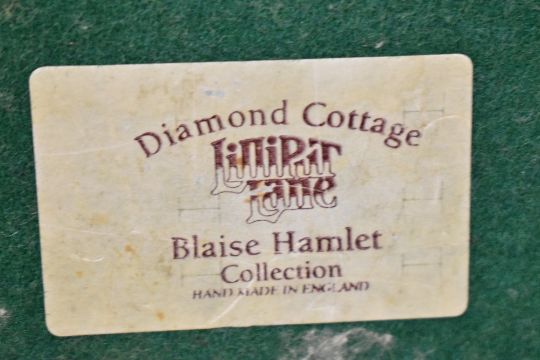 Diamond Cottage
Lilliput
Lane
Blaise Hamlet
Collection
HAND MADE IN ENGLAND